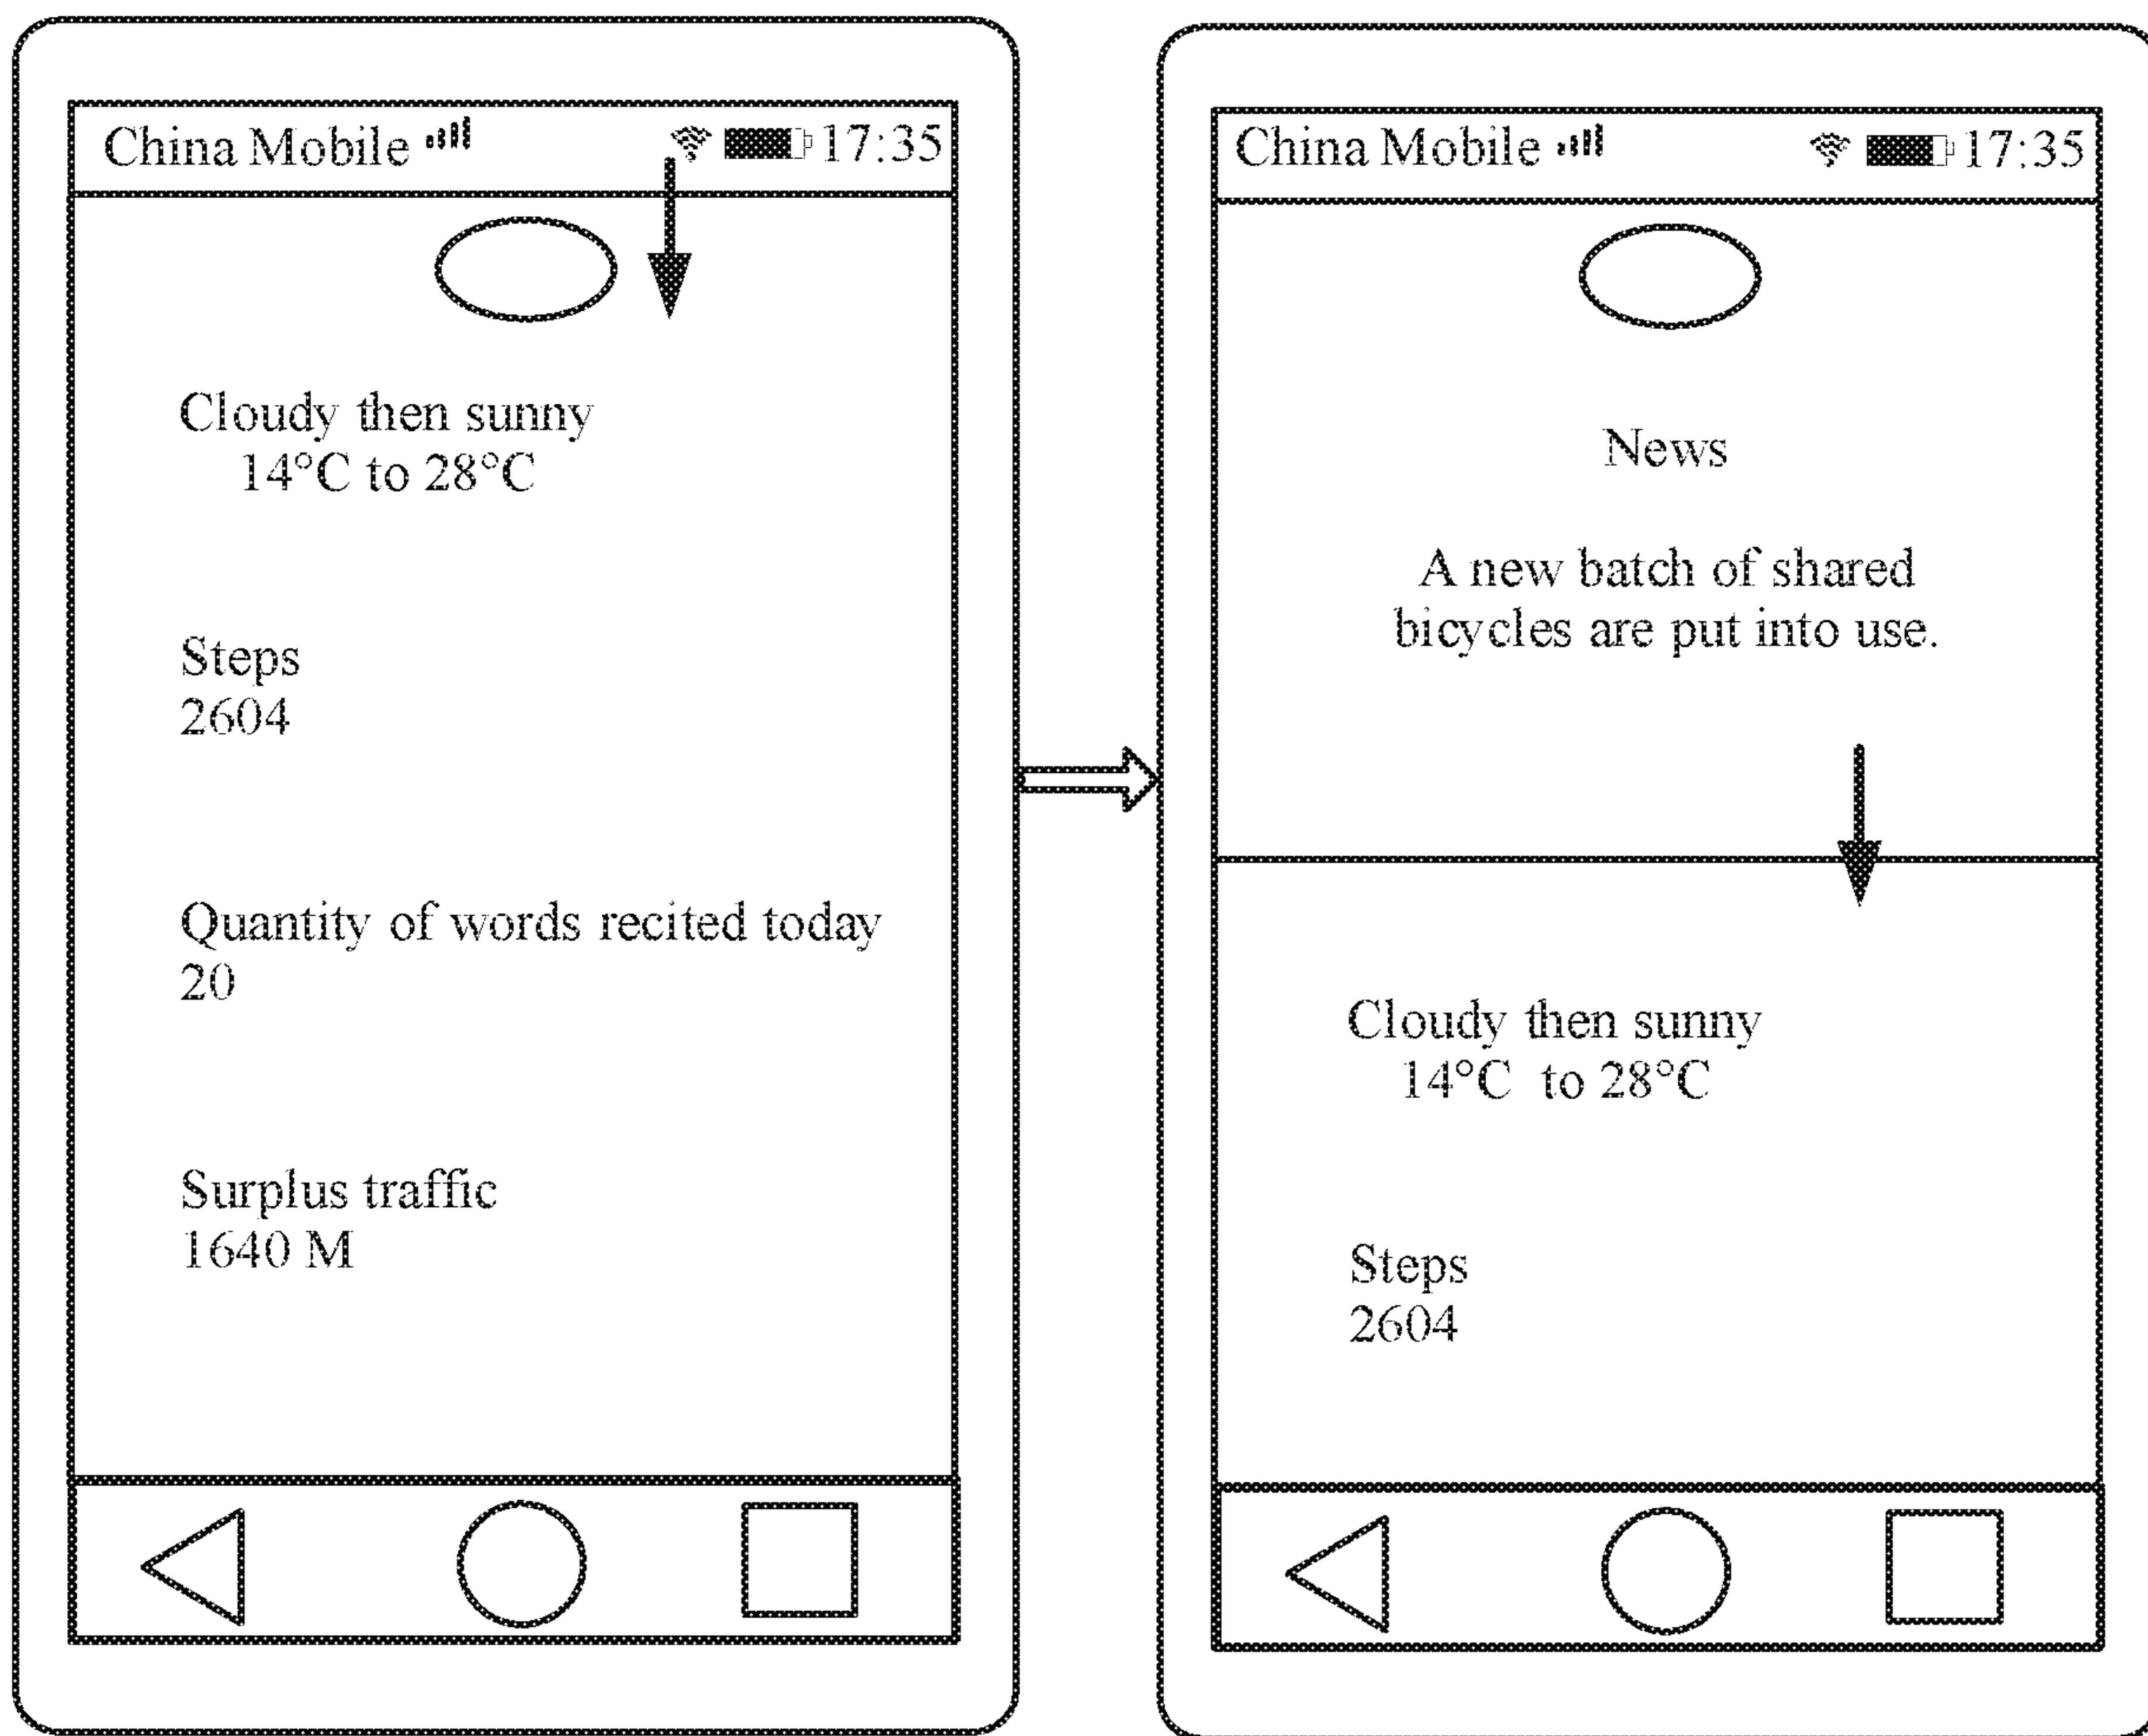 China Mobile 17:35
Cloudy then sunny
14°C to 28°C
Steps
2604
Quantity of words recited today
20
Surplus traffic
1640 M
China Mobile 17:35
News
A new batch of shared
bicycles are put into use.
Cloudy then sunny
14°C to 28°C
Steps
2604